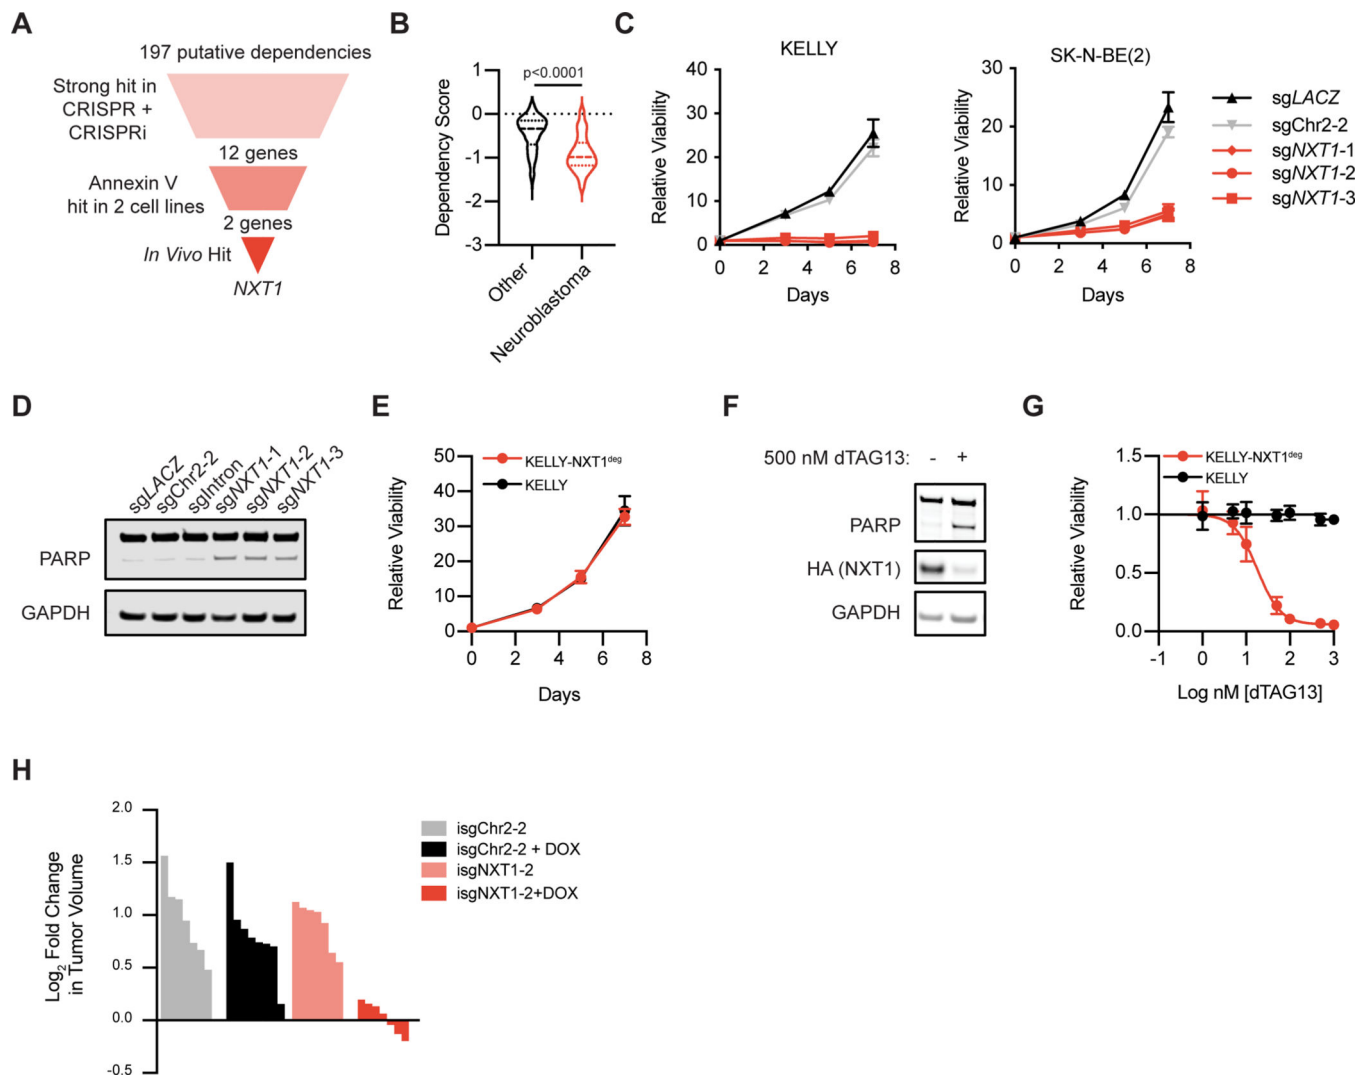 A
197 putative dependencies
Strong hit in
CRISPR +
CRISPRi
12 genes
Annexin V
hit in 2 cell lines
2 genes
In Vivo Hit
NXT1
B
p<0.0001
Dependency Score
1
0
-1
-2
-3
Other
Neuroblastoma
C
KELLY
Relative Viability
40
30
20
10
0
0 2 4 6 8
Days
SK-N-BE(2)
Relative Viability
30
20
10
0
0 2 4 6 8
Days
sgLACZ
sgChr2-2
sgNXT1-1
sgNXT1-2
sgNXT1-3
D
sgLACZ
sgChr2-2
sgIntron
sgNXT1-1
sgNXT1-2
sgNXT1-3
PARP
GAPDH
E
Relative Viability
50
40
30
20
10
0
0 2 4 6 8
Days
KELLY-NXT1deg
KELLY
F
500 nM dTAG13: - +
PARP
HA (NXT1)
GAPDH
G
Relative Viability
1.5
1.0
0.5
0.0
-1 0 1 2 3
Log nM [dTAG13]
KELLY-NXT1deg
KELLY
H
Log2 Fold Change
in Tumor Volume
2.0
1.5
1.0
0.5
0.0
-0.5
isgChr2-2
isgChr2-2 + DOX
isgNXT1-2
isgNXT1-2+DOX